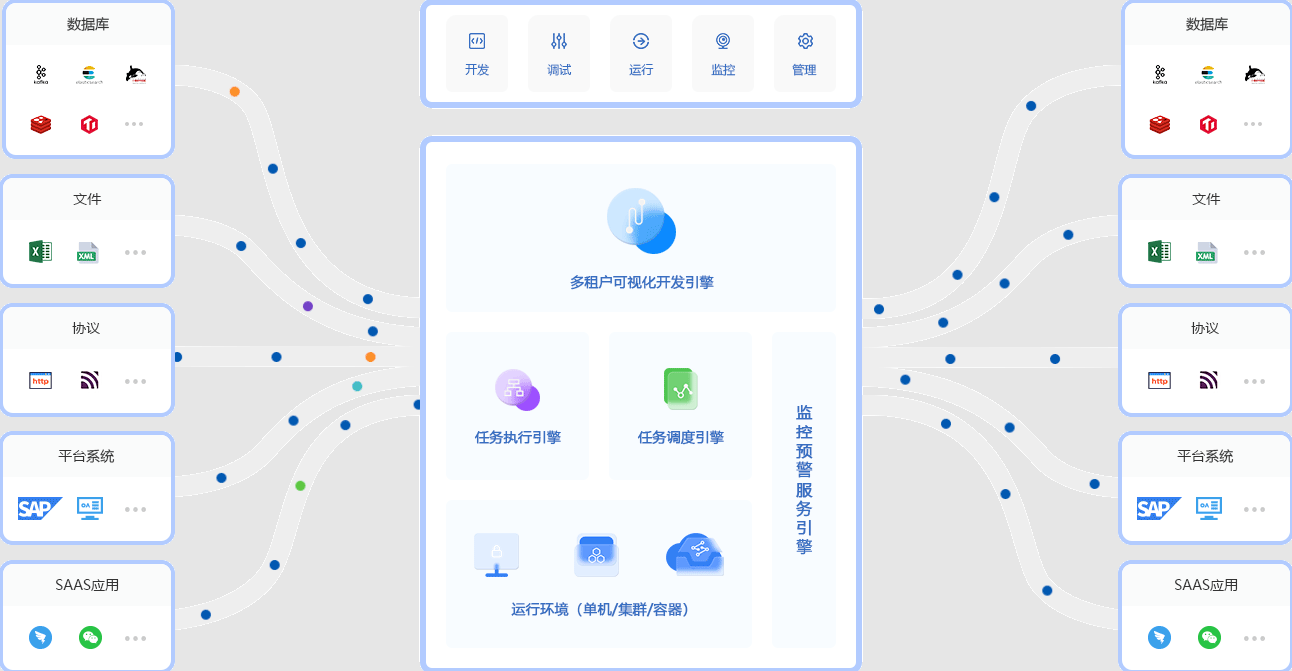 数据库
kafka
elasticsearch
文件
X
XML
协议
http
平台系统
SAP
OA
SAAS应用
开发
调试
运行
监控
管理
多租户可视化开发引擎
任务执行引擎
任务调度引擎
监控预警服务引擎
运行环境（单机/集群/容器）
数据库
kafka
elasticsearch
文件
X
XML
协议
http
平台系统
SAP
OA
SAAS应用